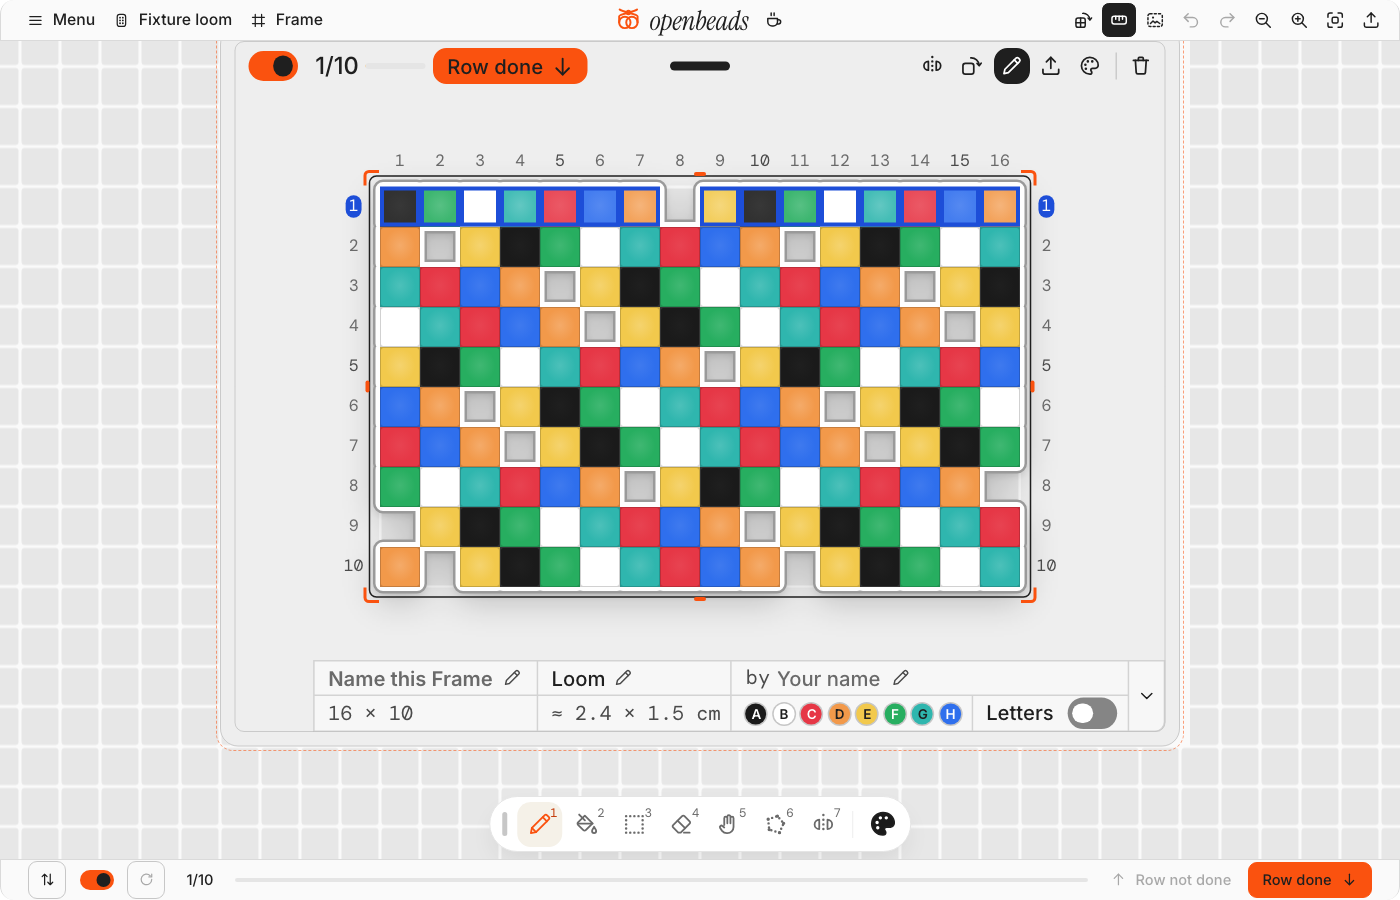 Menu Fixture loom Frame openbeads
1/10 Row done
1 2 3 4 5 6 7 8 9 10 11 12 13 14 15 16
1 1
2 2
3 3
4 4
5 5
6 6
7 7
8 8
9 9
10 10
Name this Frame Loom by Your name
16 × 10 ≈ 2.4 × 1.5 cm A B C D E F G H Letters
1 2 3 4 5 6 7
1/10 Row not done Row done